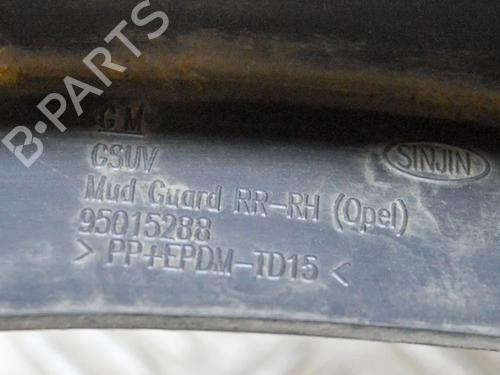 B-PARTS
GM
GSUV
SINJIN
Mud Guard RR-RH (Opel)
95015288
> PP+EPDM-TD15 <